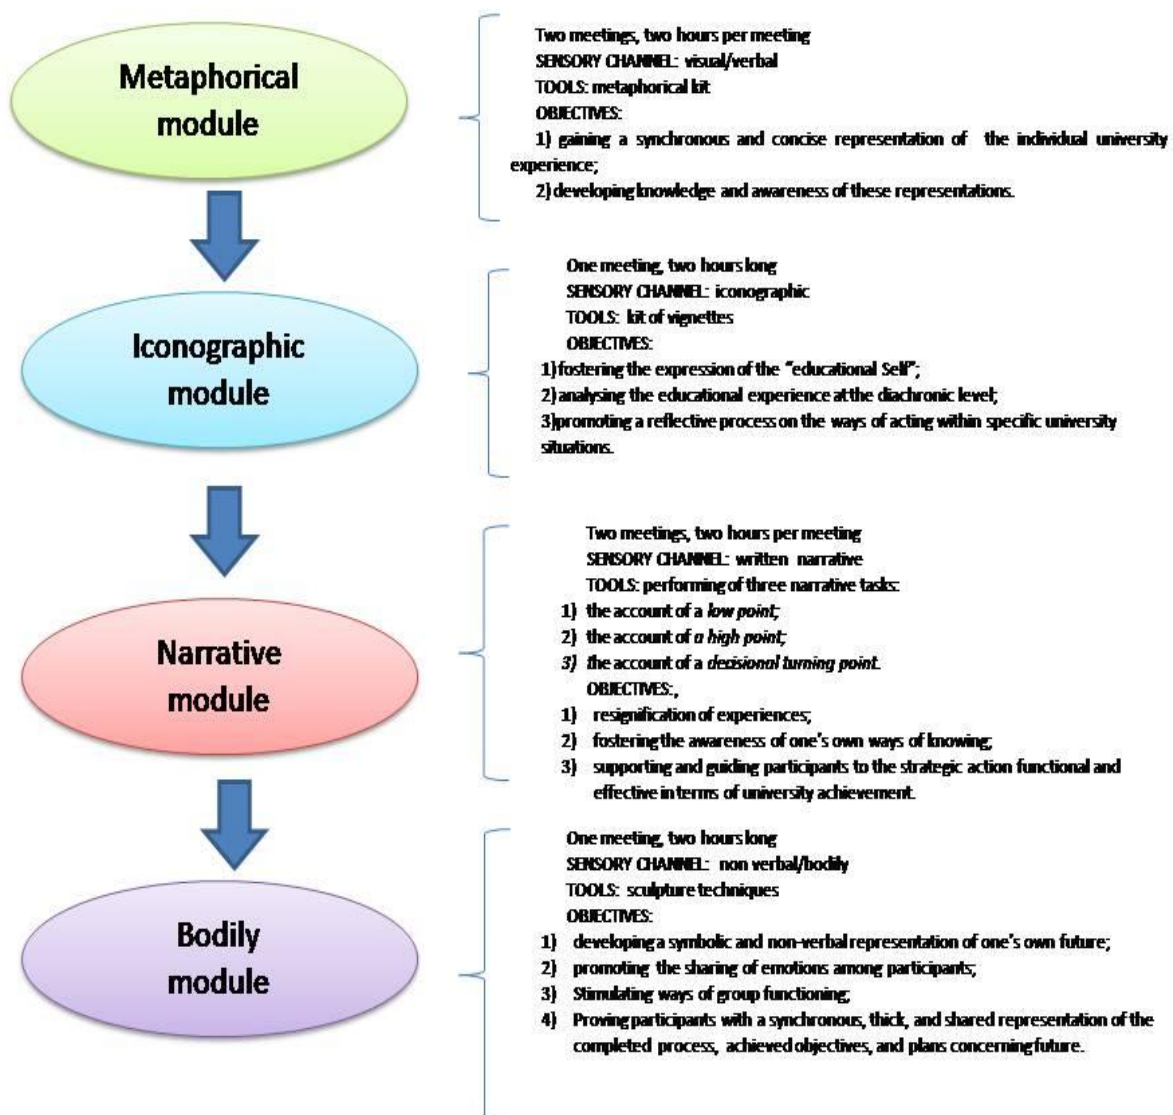 Metaphorical
module
Two meetings, two hours per meeting
SENSORY CHANNEL: visual/verbal
TOOLS: metaphorical kit
OBJECTIVES:
1) gaining a synchronous and concise representation of the individual university
experience;
2) developing knowledge and awareness of these representations.
Iconographic
module
One meeting, two hours long
SENSORY CHANNEL: iconographic
TOOLS: kit of vignettes
OBJECTIVES:
1)fostering the expression of the “educational Self”;
2)analysing the educational experience at the diachronic level;
3)promoting a reflective process on the ways of acting within specific university
situations.
Narrative
module
Two meetings, two hours per meeting
SENSORY CHANNEL: written narrative
TOOLS: performing of three narrative tasks:
1) the account of a low point;
2) the account of a high point;
3) the account of a decisional turning point.
OBJECTIVES:,
1) resignification of experiences;
2) fostering the awareness of one's own ways of knowing;
3) supporting and guiding participants to the strategic action functional and
effective in terms of university achievement.
Bodily
module
One meeting, two hours long
SENSORY CHANNEL: non verbal/bodily
TOOLS: sculpture techniques
OBJECTIVES:
1) developing a symbolic and non-verbal representation of one's own future;
2) promoting the sharing of emotions among participants;
3) Stimulating ways of group functioning;
4) Proving participants with a synchronous, thick, and shared representation of the
completed process, achieved objectives, and plans concerning future.